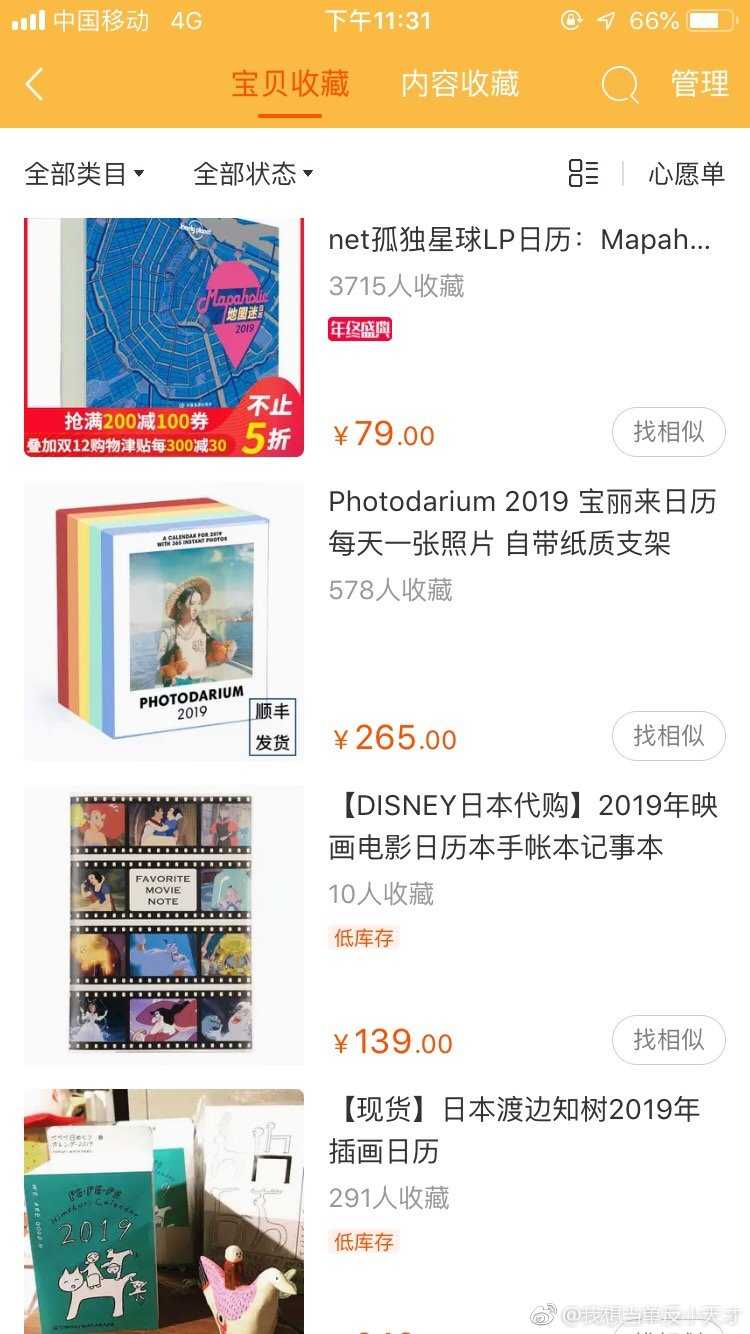 中国移动 4G 下午11:31 66%
宝贝收藏 内容收藏 管理
全部类目 全部状态 心愿单
lonely planet
Mapaholic
地图迷
2019
抢满200减100券
叠加双12购物津贴每300减30
不止
5折
net孤独星球LP日历：Mapah...
3715人收藏
年终盛典
¥79.00
找相似
A CALENDAR FOR 2019
WITH 365 INSTANT PHOTOS
PHOTODARIUM
2019
顺丰
发货
Photodarium 2019 宝丽来日历
每天一张照片 自带纸质支架
578人收藏
¥265.00
找相似
FAVORITE
MOVIE
NOTE
【DISNEY日本代购】2019年映
画电影日历本手帐本记事本
10人收藏
低库存
¥139.00
找相似
2019
【现货】日本渡边知树2019年
插画日历
291人收藏
低库存
@我想当单反小天才